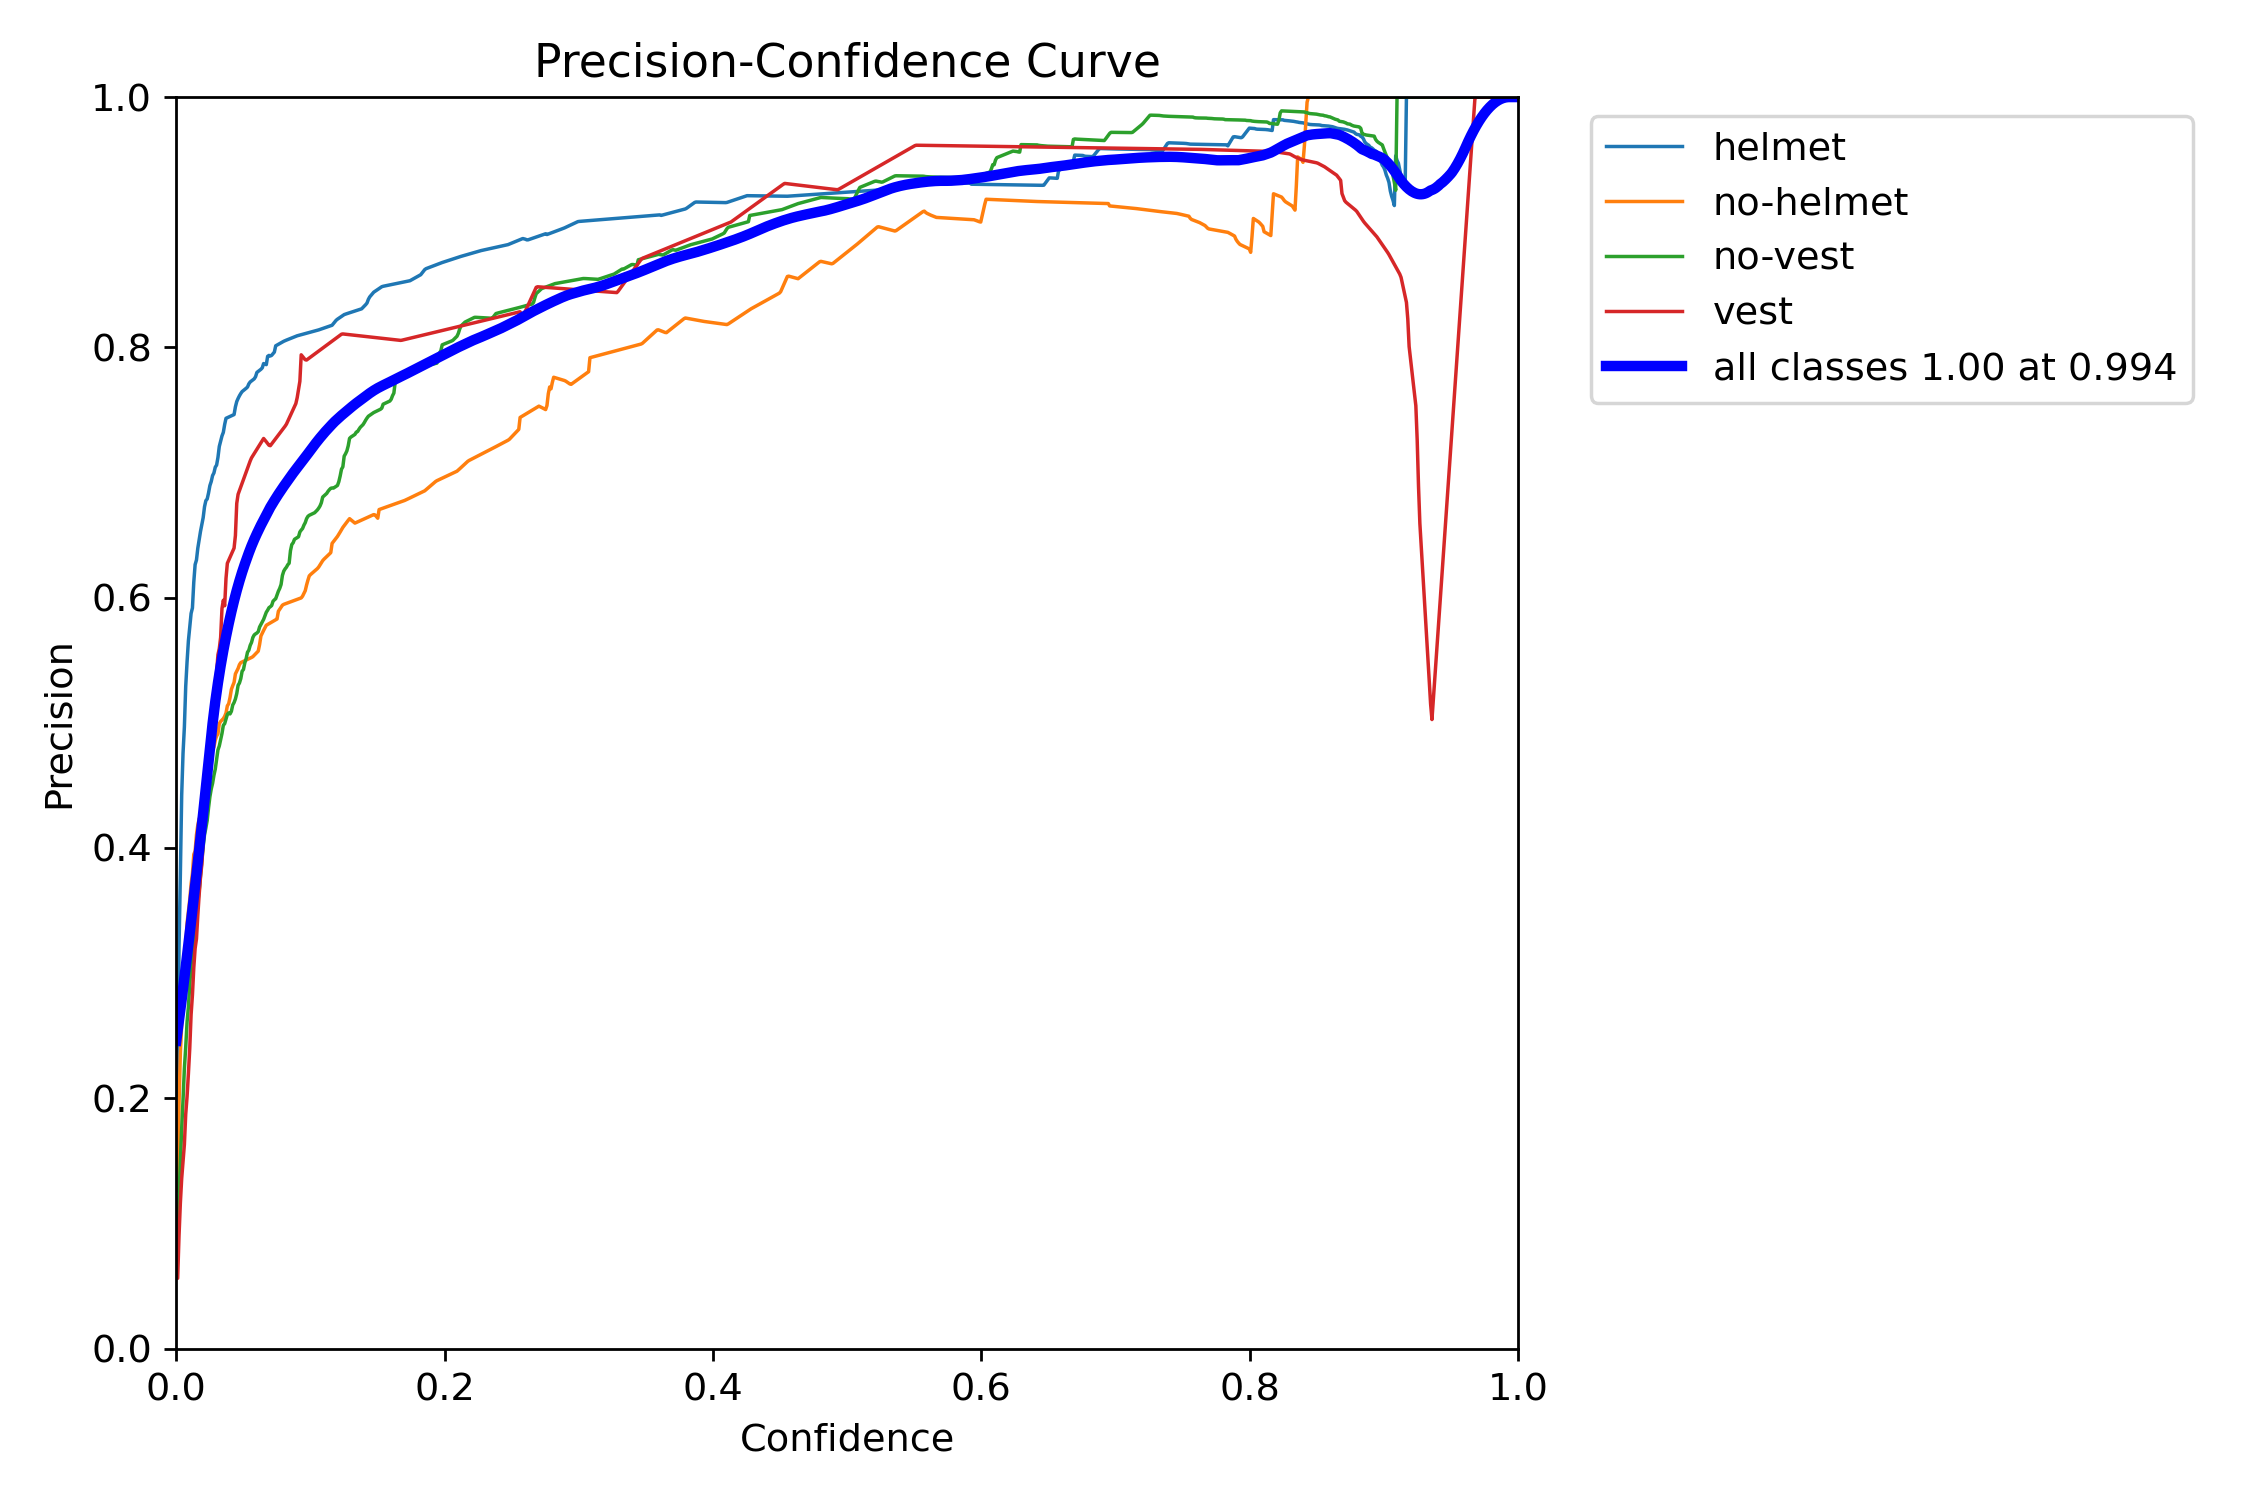 Precision-Confidence Curve
1.0
0.8
0.6
0.4
0.2
0.0
Precision
0.0 0.2 0.4 0.6 0.8 1.0
Confidence
helmet
no-helmet
no-vest
vest
all classes 1.00 at 0.994